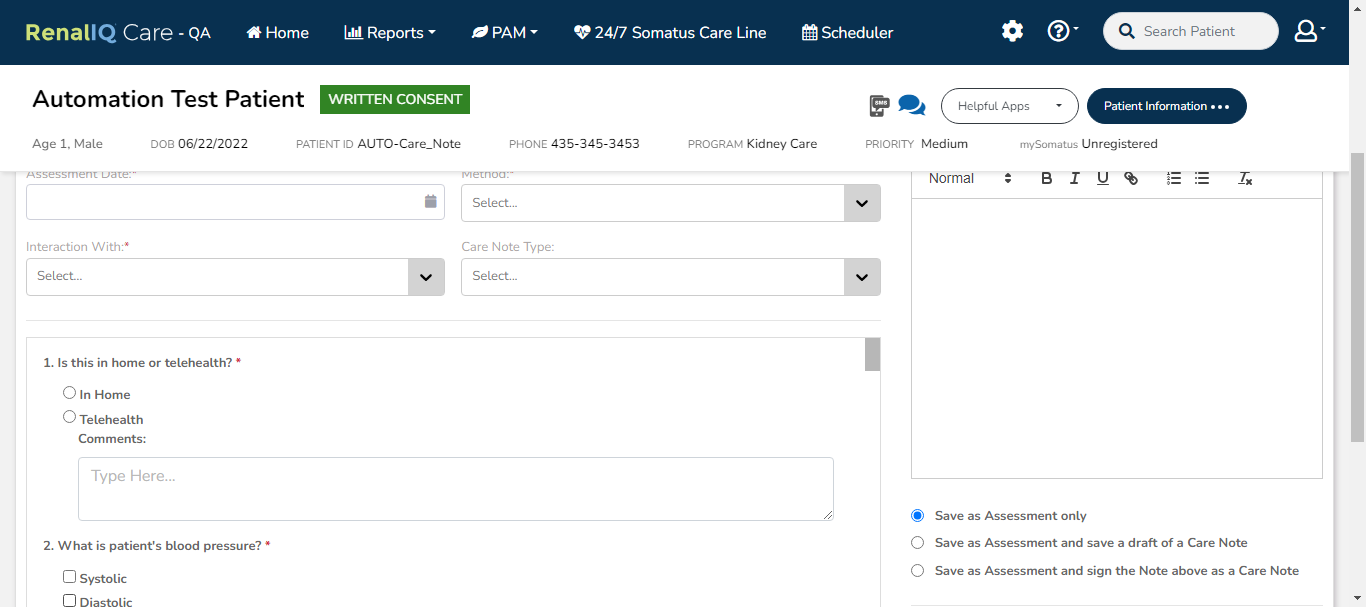 RenalIQ Care - QA Home Reports PAM 24/7 Somatus Care Line Scheduler Search Patient
Automation Test Patient WRITTEN CONSENT
SMS Helpful Apps Patient Information
Age 1, Male DOB 06/22/2022 PATIENT ID AUTO-Care_Note PHONE 435-345-3453 PROGRAM Kidney Care PRIORITY Medium mySomatus Unregistered
Assessment Date:* Method:*
Normal B I U
Select...
Interaction With:* Care Note Type:
Select... Select...
1. Is this in home or telehealth? *
In Home
Telehealth
Comments:
Type Here...
2. What is patient's blood pressure? *
Systolic
Diastolic
Save as Assessment only
Save as Assessment and save a draft of a Care Note
Save as Assessment and sign the Note above as a Care Note